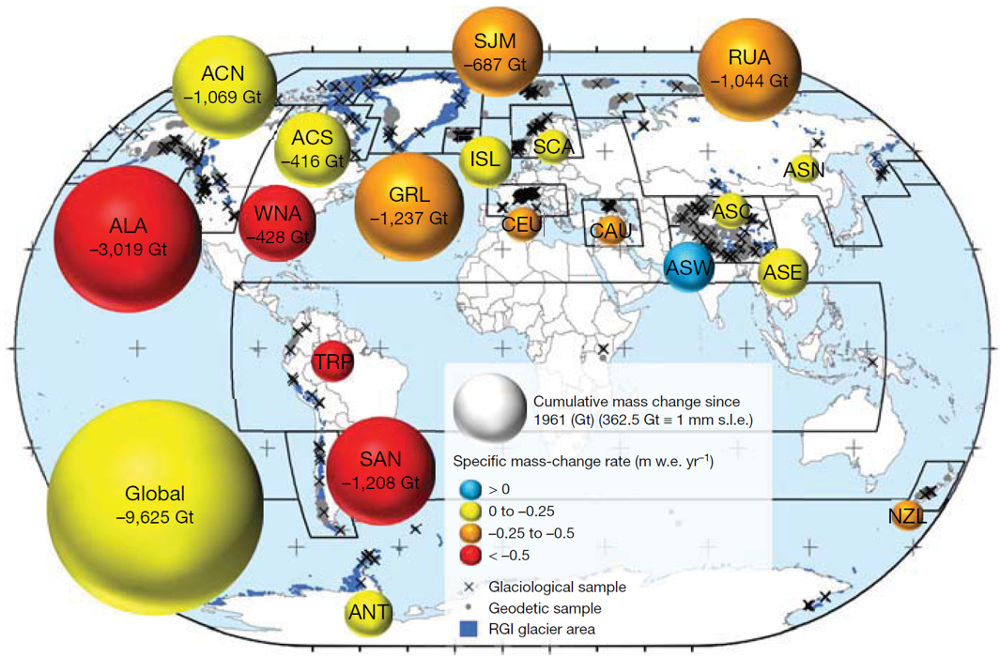 SJM
−687 Gt
RUA
−1,044 Gt
ACN
−1,069 Gt
ACS
−416 Gt
ISL
SCA
ASN
GRL
−1,237 Gt
WNA
−428 Gt
ALA
−3,019 Gt
CEU
CAU
ASC
ASW
ASE
TRP
Cumulative mass change since
1961 (Gt) (362.5 Gt ≡ 1 mm s.l.e.)
SAN
−1,208 Gt
Specific mass-change rate (m w.e. yr⁻¹)
> 0
0 to −0.25
−0.25 to −0.5
< −0.5
Global
−9,625 Gt
NZL
Glaciological sample
Geodetic sample
RGI glacier area
ANT